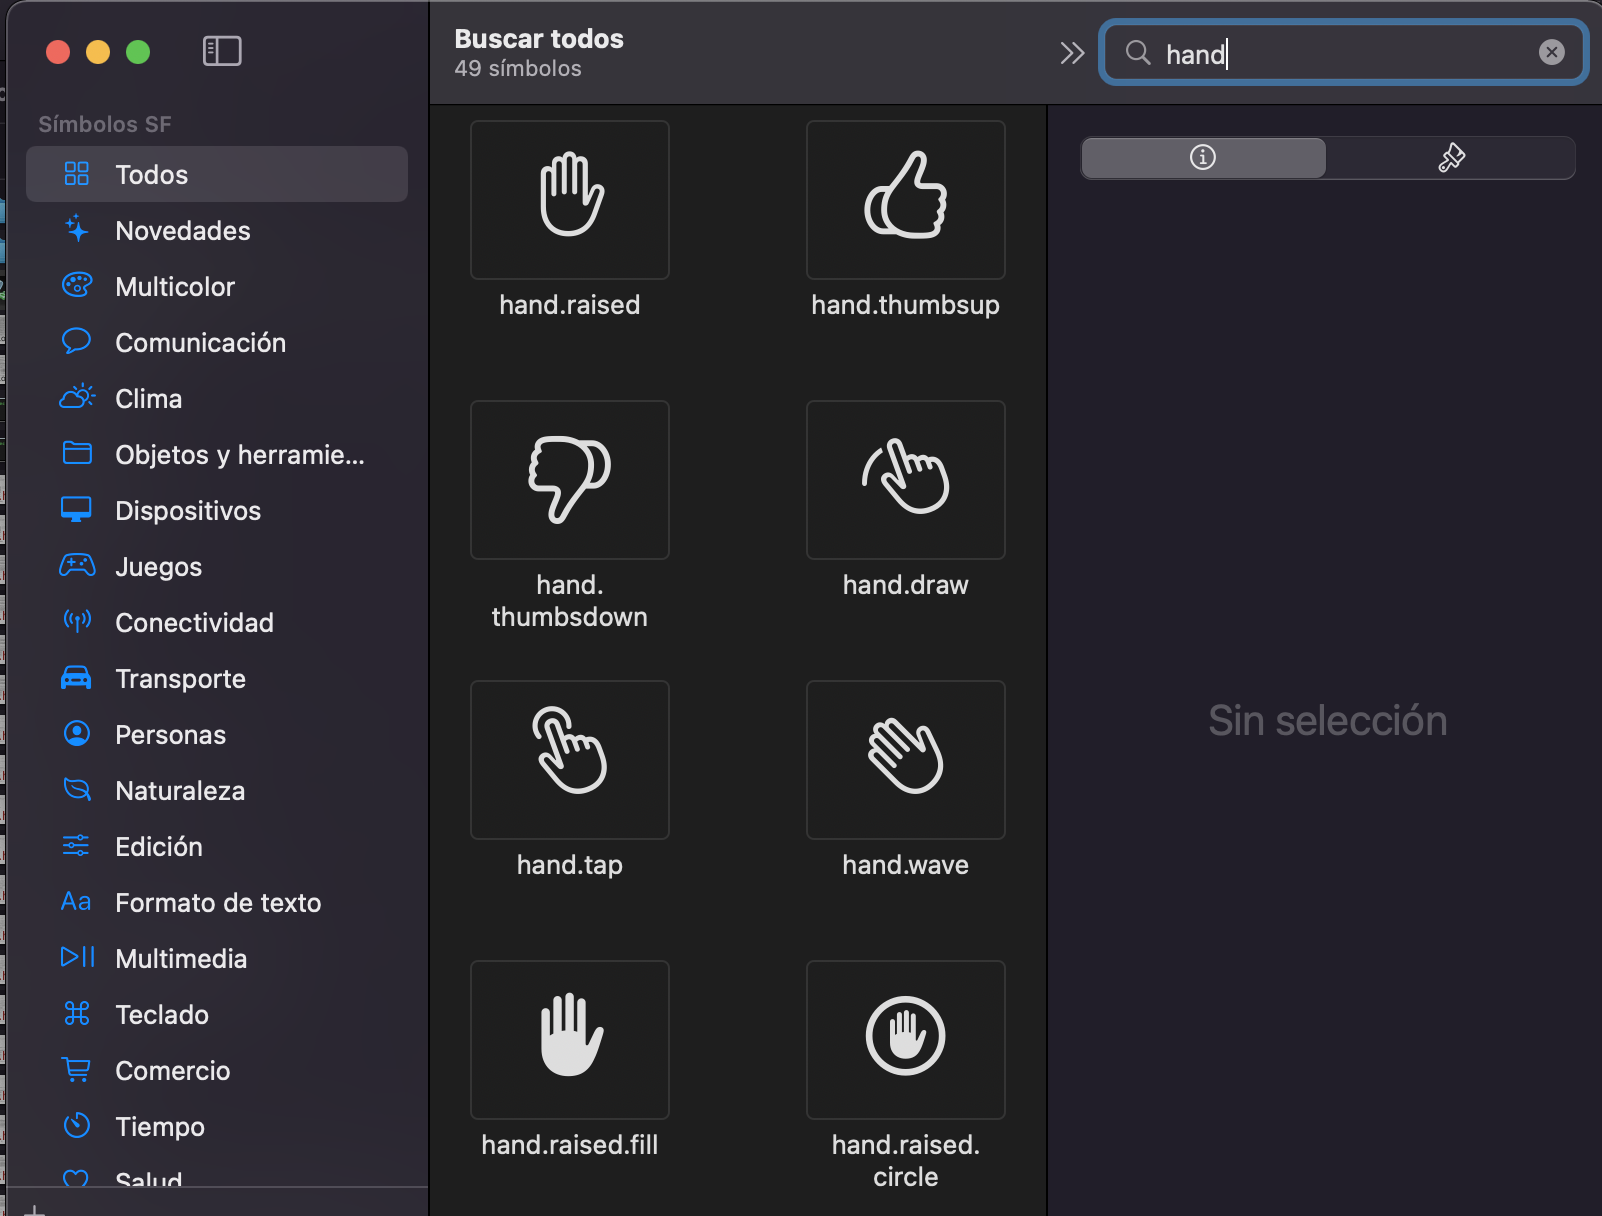 Buscar todos
49 símbolos
hand
Símbolos SF
Todos
Novedades
Multicolor
Comunicación
Clima
Objetos y herramie...
Dispositivos
Juegos
Conectividad
Transporte
Personas
Naturaleza
Edición
Aa Formato de texto
Multimedia
Teclado
Comercio
Tiempo
Salud
hand.raised
hand.thumbsup
hand.
thumbsdown
hand.draw
hand.tap
hand.wave
hand.raised.fill
hand.raised.
circle
Sin selección